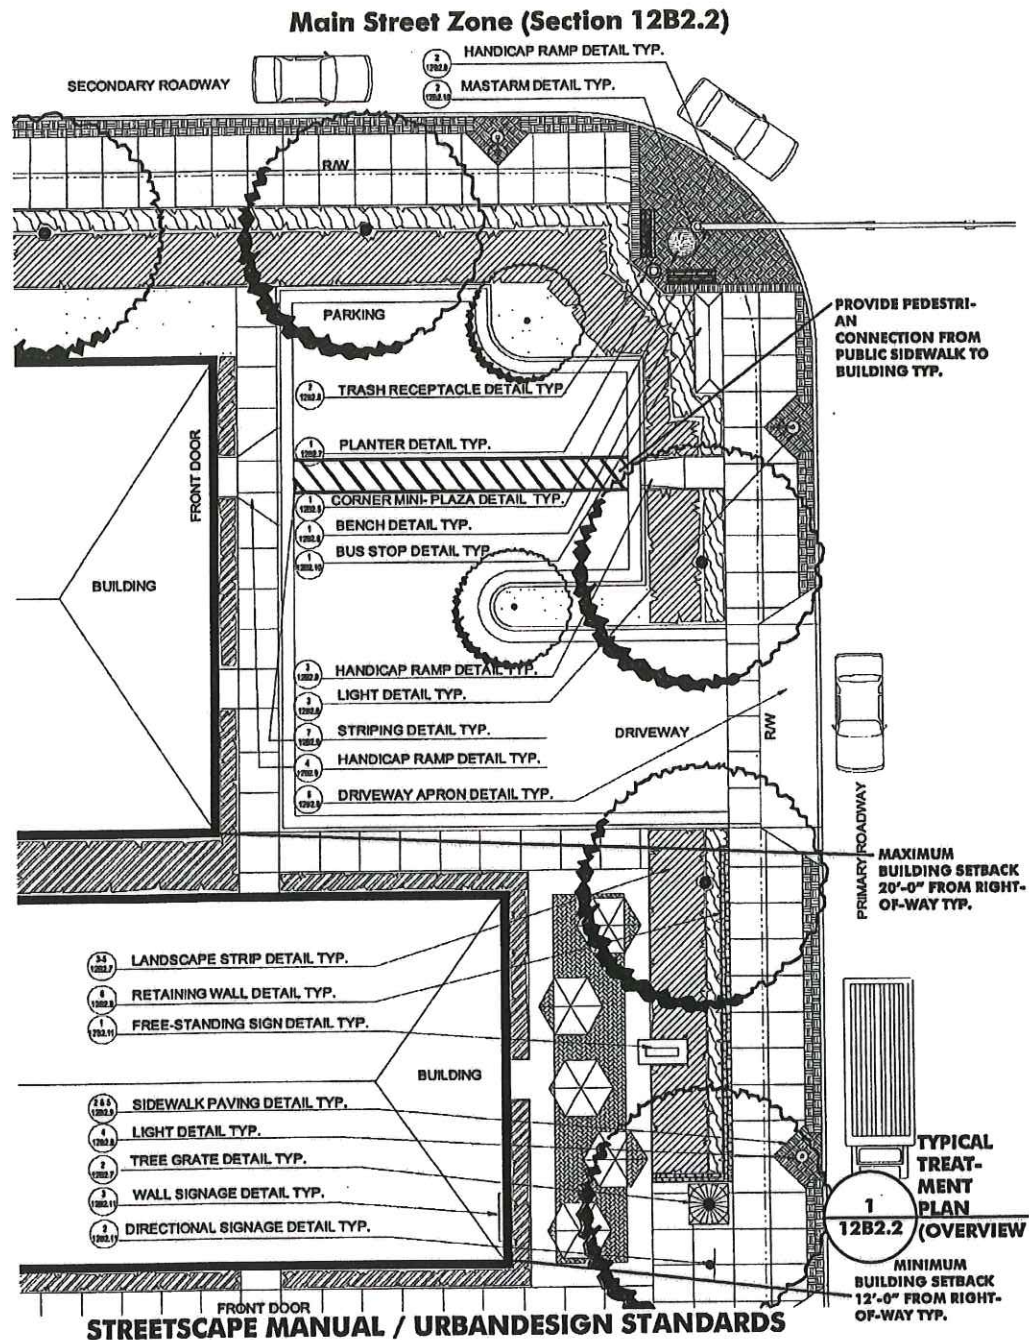 Main Street Zone (Section 12B2.2)
HANDICAP RAMP DETAIL TYP.
SECONDARY ROADWAY
MASTARM DETAIL TYP.
R/W
PARKING
PROVIDE PEDESTRI-
AN
CONNECTION FROM
PUBLIC SIDEWALK TO
BUILDING TYP.
TRASH RECEPTACLE DETAIL TYP
FRONT DOOR
PLANTER DETAIL TYP.
CORNER MINI-PLAZA DETAIL TYP.
BENCH DETAIL TYP.
BUS STOP DETAIL TYP
BUILDING
HANDICAP RAMP DETAIL TYP.
LIGHT DETAIL TYP.
STRIPING DETAIL TYP.
DRIVEWAY
R/W
HANDICAP RAMP DETAIL TYP.
DRIVEWAY APRON DETAIL TYP.
PRIMARY ROADWAY
MAXIMUM
BUILDING SETBACK
20'-0" FROM RIGHT-
OF-WAY TYP.
LANDSCAPE STRIP DETAIL TYP.
RETAINING WALL DETAIL TYP.
FREE-STANDING SIGN DETAIL TYP.
BUILDING
SIDEWALK PAVING DETAIL TYP.
LIGHT DETAIL TYP.
TREE GRATE DETAIL TYP.
WALL SIGNAGE DETAIL TYP.
DIRECTIONAL SIGNAGE DETAIL TYP.
TYPICAL
TREAT-
MENT
PLAN
(OVERVIEW
1
12B2.2
MINIMUM
BUILDING SETBACK
12'-0" FROM RIGHT-
OF-WAY TYP.
FRONT DOOR
STREETSCAPE MANUAL / URBANDESIGN STANDARDS